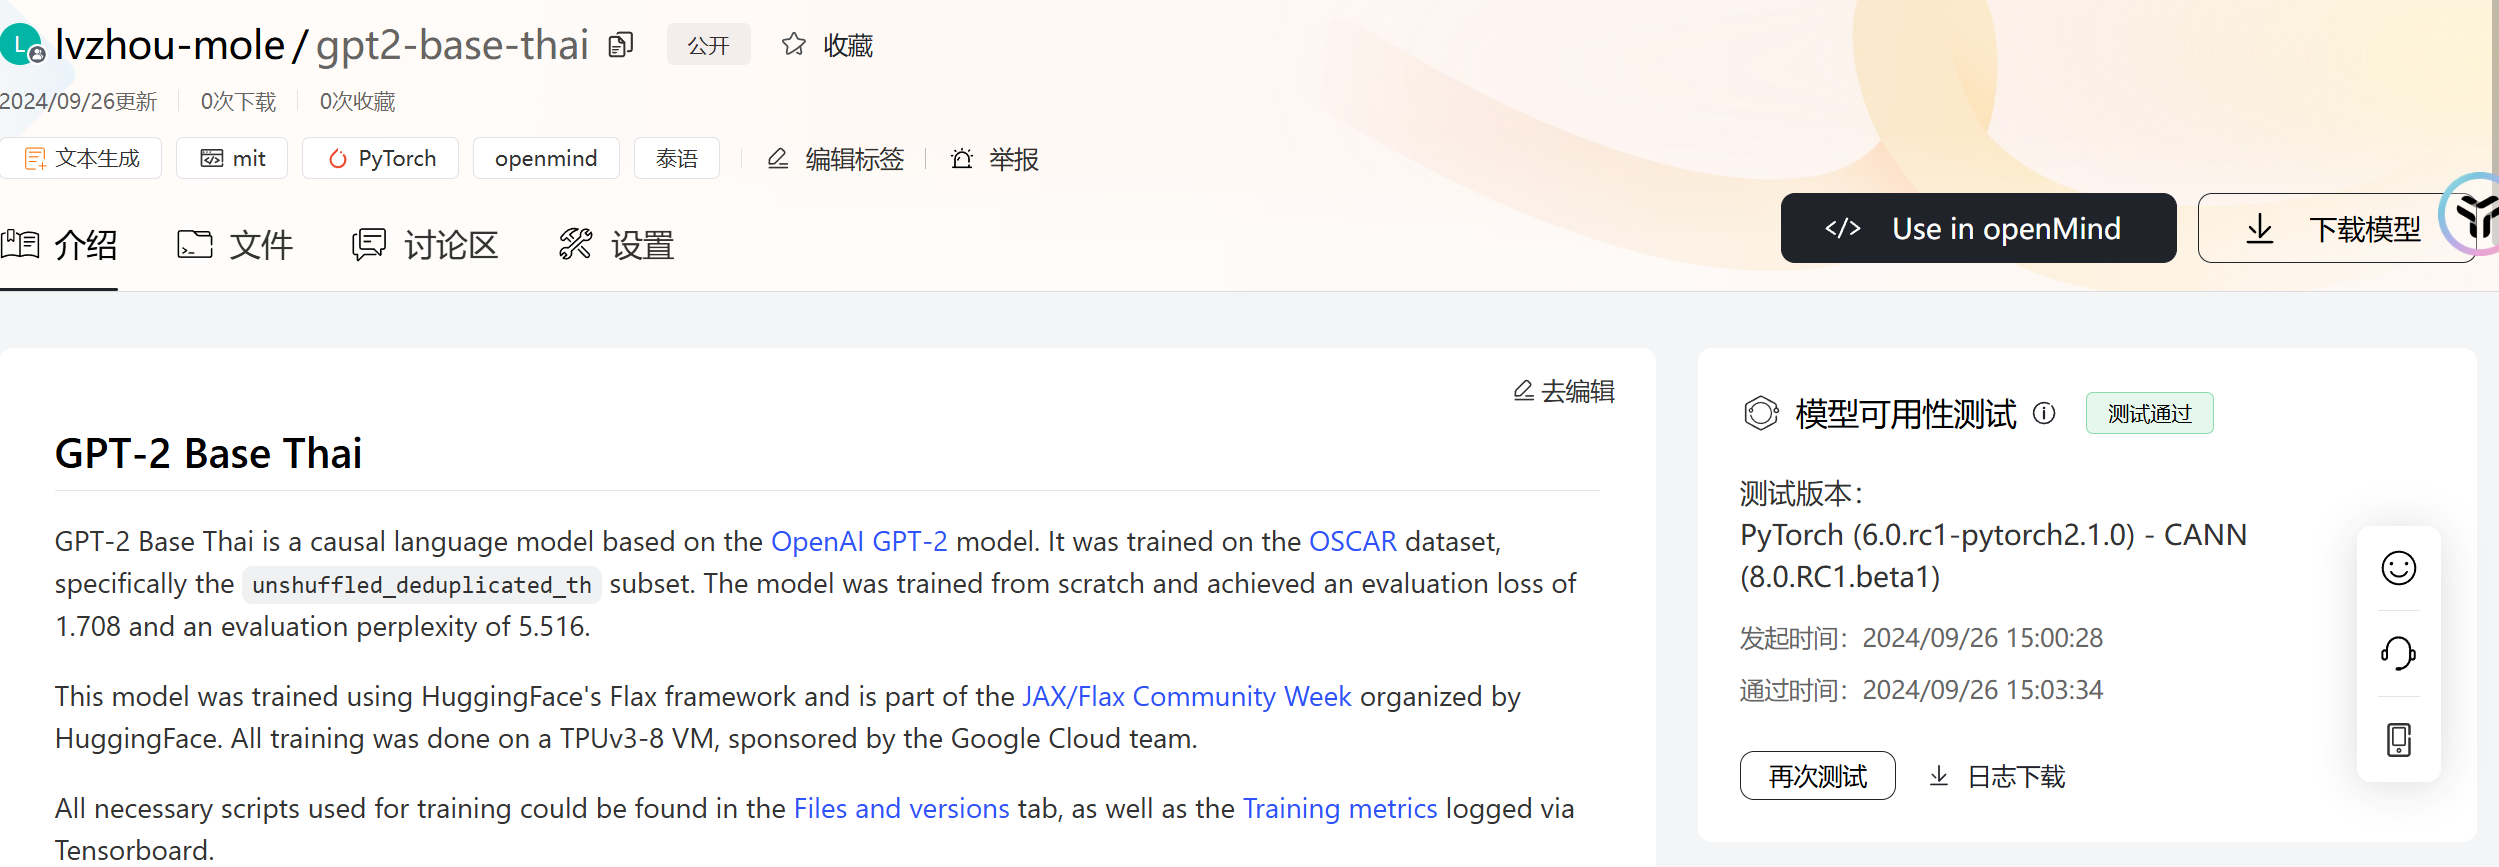 L lvzhou-mole / gpt2-base-thai 公开 收藏
2024/09/26更新 0次下载 0次收藏
文本生成 mit PyTorch openmind 泰语 编辑标签 举报
介绍 文件 讨论区 设置
</> Use in openMind 下载模型
去编辑
GPT-2 Base Thai
GPT-2 Base Thai is a causal language model based on the OpenAI GPT-2 model. It was trained on the OSCAR dataset,
specifically the unshuffled_deduplicated_th subset. The model was trained from scratch and achieved an evaluation loss of
1.708 and an evaluation perplexity of 5.516.
This model was trained using HuggingFace's Flax framework and is part of the JAX/Flax Community Week organized by
HuggingFace. All training was done on a TPUv3-8 VM, sponsored by the Google Cloud team.
All necessary scripts used for training could be found in the Files and versions tab, as well as the Training metrics logged via
Tensorboard.
模型可用性测试 测试通过
测试版本：
PyTorch (6.0.rc1-pytorch2.1.0) - CANN
(8.0.RC1.beta1)
发起时间：2024/09/26 15:00:28
通过时间：2024/09/26 15:03:34
再次测试 日志下载